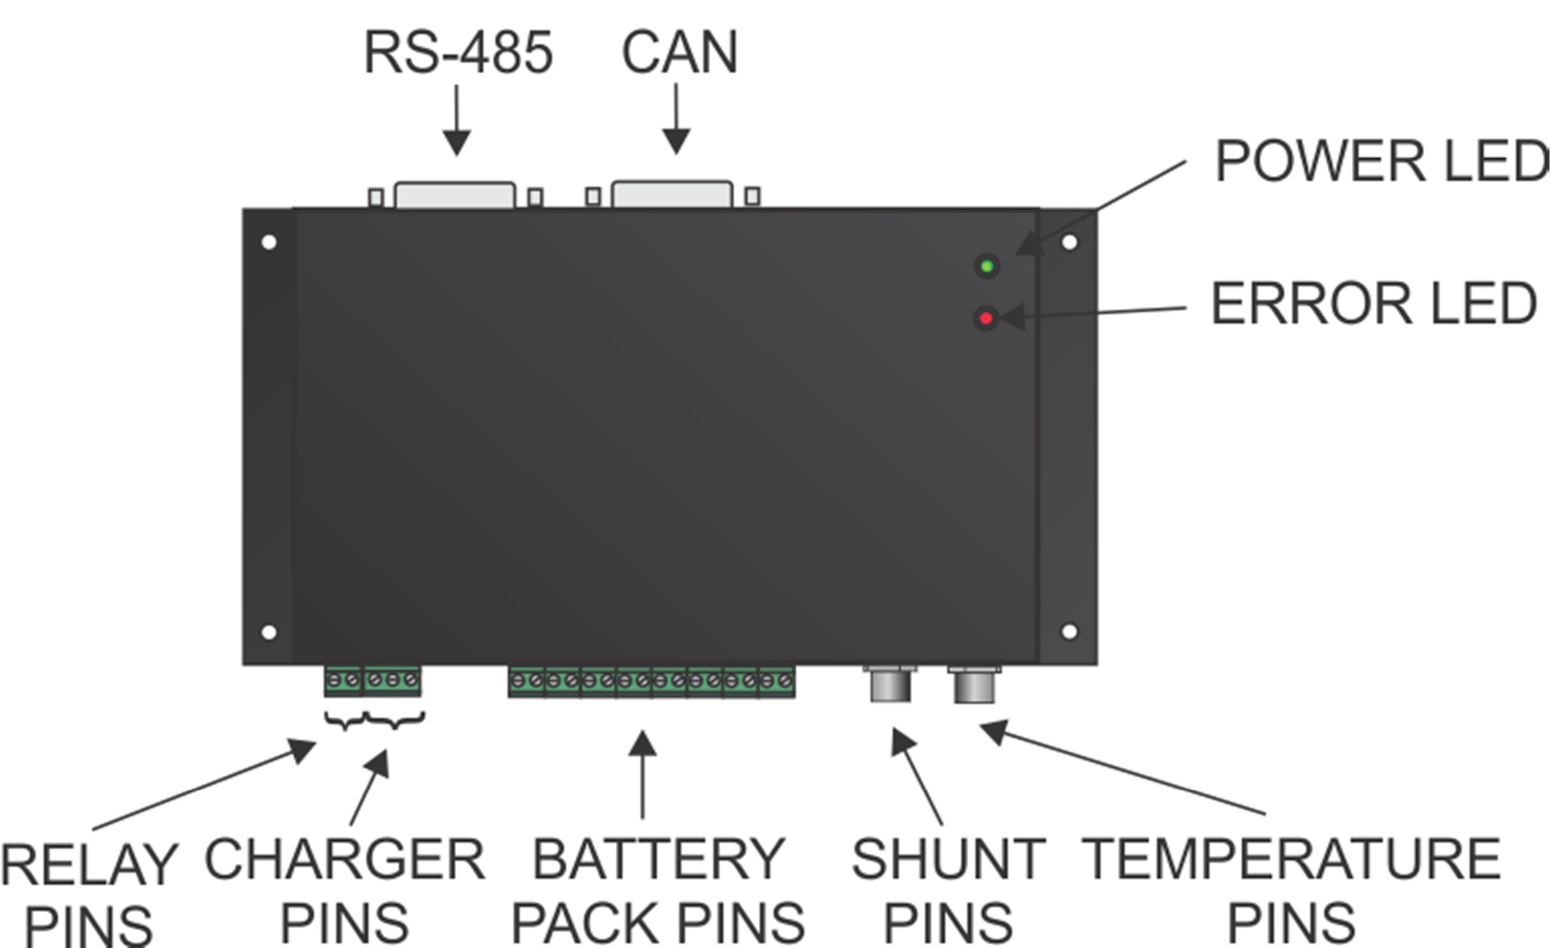 RS-485
CAN
POWER LED
ERROR LED
RELAY
PINS
CHARGER
PINS
BATTERY
PACK PINS
SHUNT
PINS
TEMPERATURE
PINS